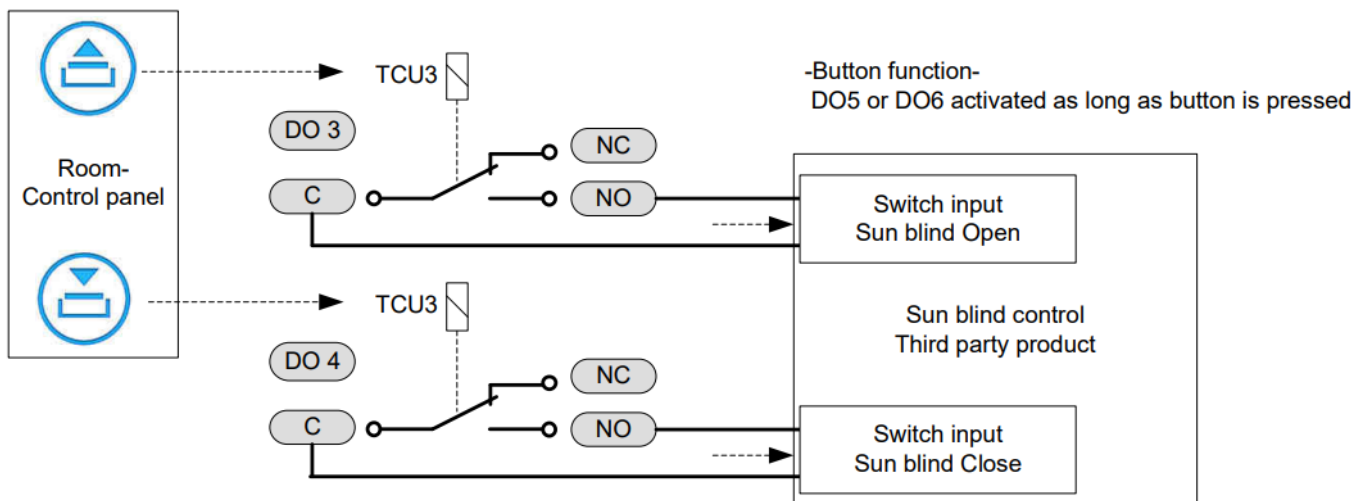 TCU3
-Button function-
DO5 or DO6 activated as long as button is pressed
DO 3
NC
Room-
Control panel
C
NO
Switch input
Sun blind Open
TCU3
Sun blind control
Third party product
DO 4
NC
C
NO
Switch input
Sun blind Close